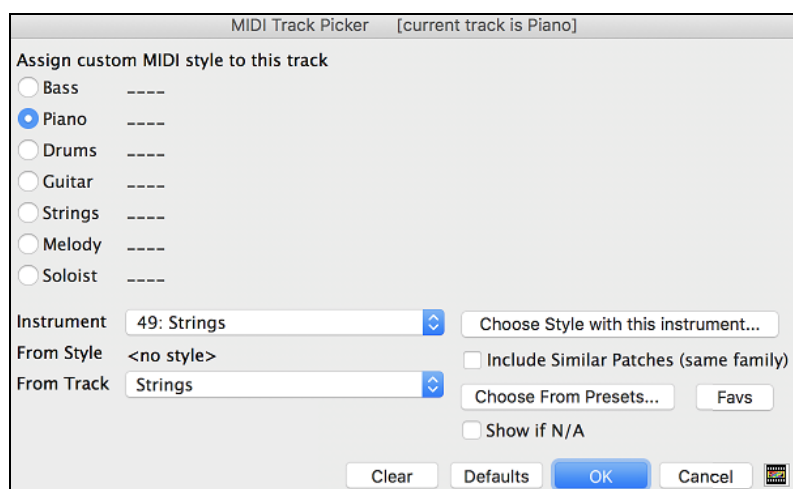 MIDI Track Picker [current track is Piano]
Assign custom MIDI style to this track
Bass ----
Piano ----
Drums ----
Guitar ----
Strings ----
Melody ----
Soloist ----
Instrument 49: Strings Choose Style with this instrument...
From Style <no style> Include Similar Patches (same family)
From Track Strings
Choose From Presets... Favs
Show if N/A
Clear Defaults OK Cancel